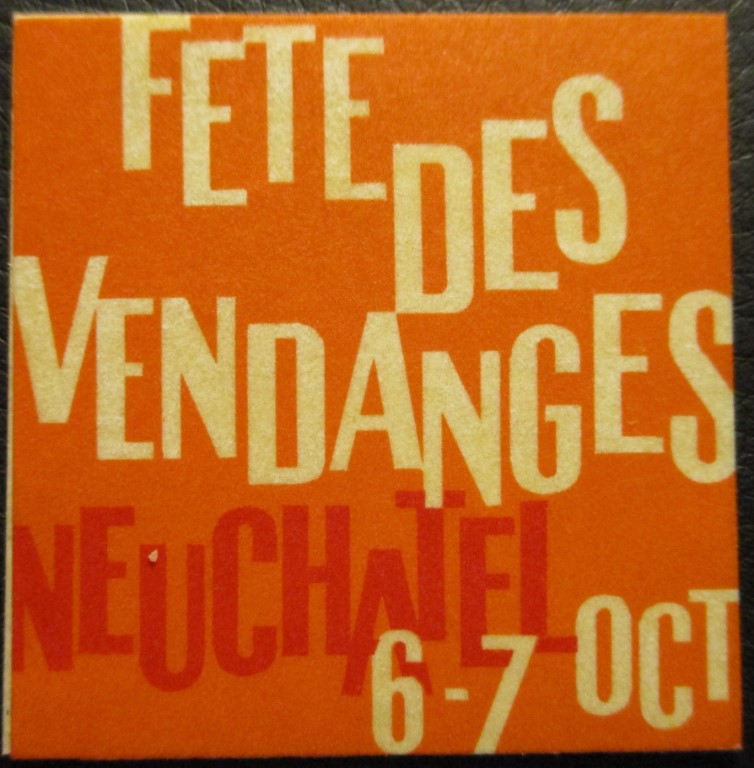 FETE
DES
VENDANGES
NEUCHATEL
6-7 OCT